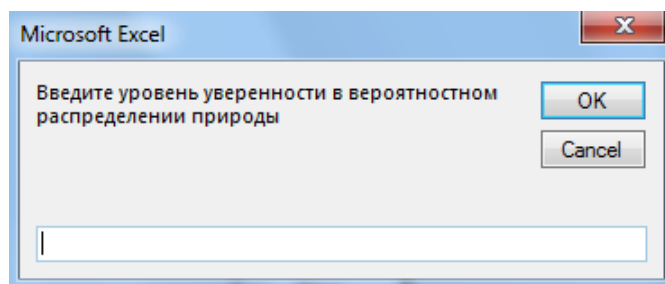 Microsoft Excel
Введите уровень уверенности в вероятностном
распределении природы
OK
Cancel